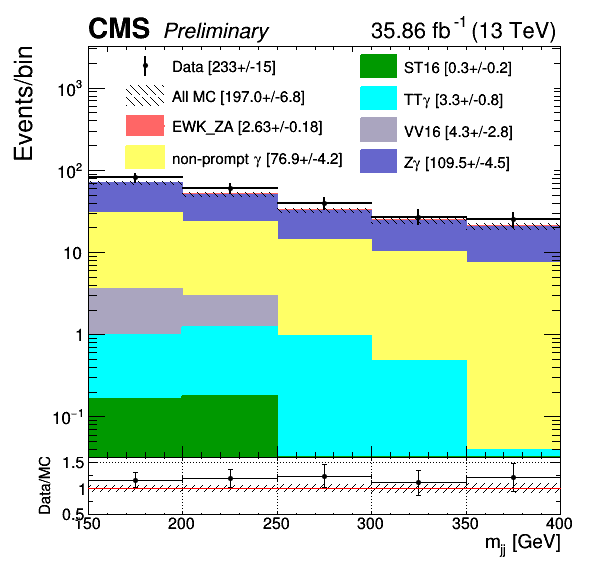 CMS Preliminary 35.86 fb⁻¹ (13 TeV)
Events/bin
Data [233+/-15]
All MC [197.0+/-6.8]
EWK_ZA [2.63+/-0.18]
non-prompt γ [76.9+/-4.2]
ST16 [0.3+/-0.2]
TTγ [3.3+/-0.8]
VV16 [4.3+/-2.8]
Zγ [109.5+/-4.5]
10³
10²
10
1
10⁻¹
Data/MC
1.5
1
0.5
150 200 250 300 350 400
m_jj [GeV]